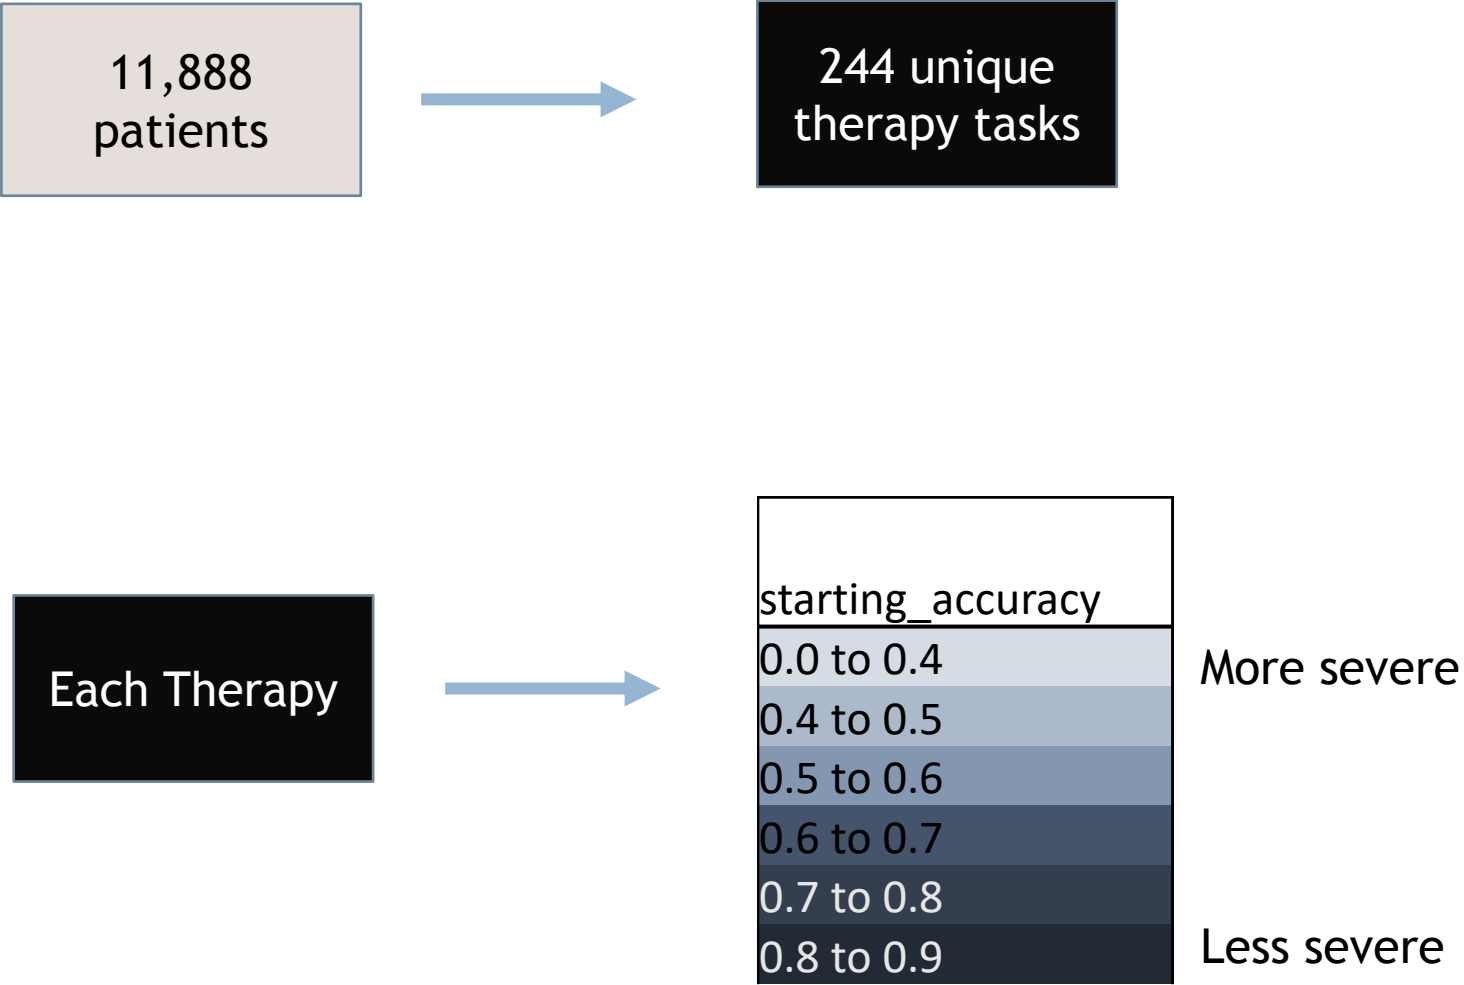 11,888
patients
244 unique
therapy tasks
Each Therapy
starting_accuracy
0.0 to 0.4
More severe
0.4 to 0.5
0.5 to 0.6
0.6 to 0.7
0.7 to 0.8
0.8 to 0.9
Less severe